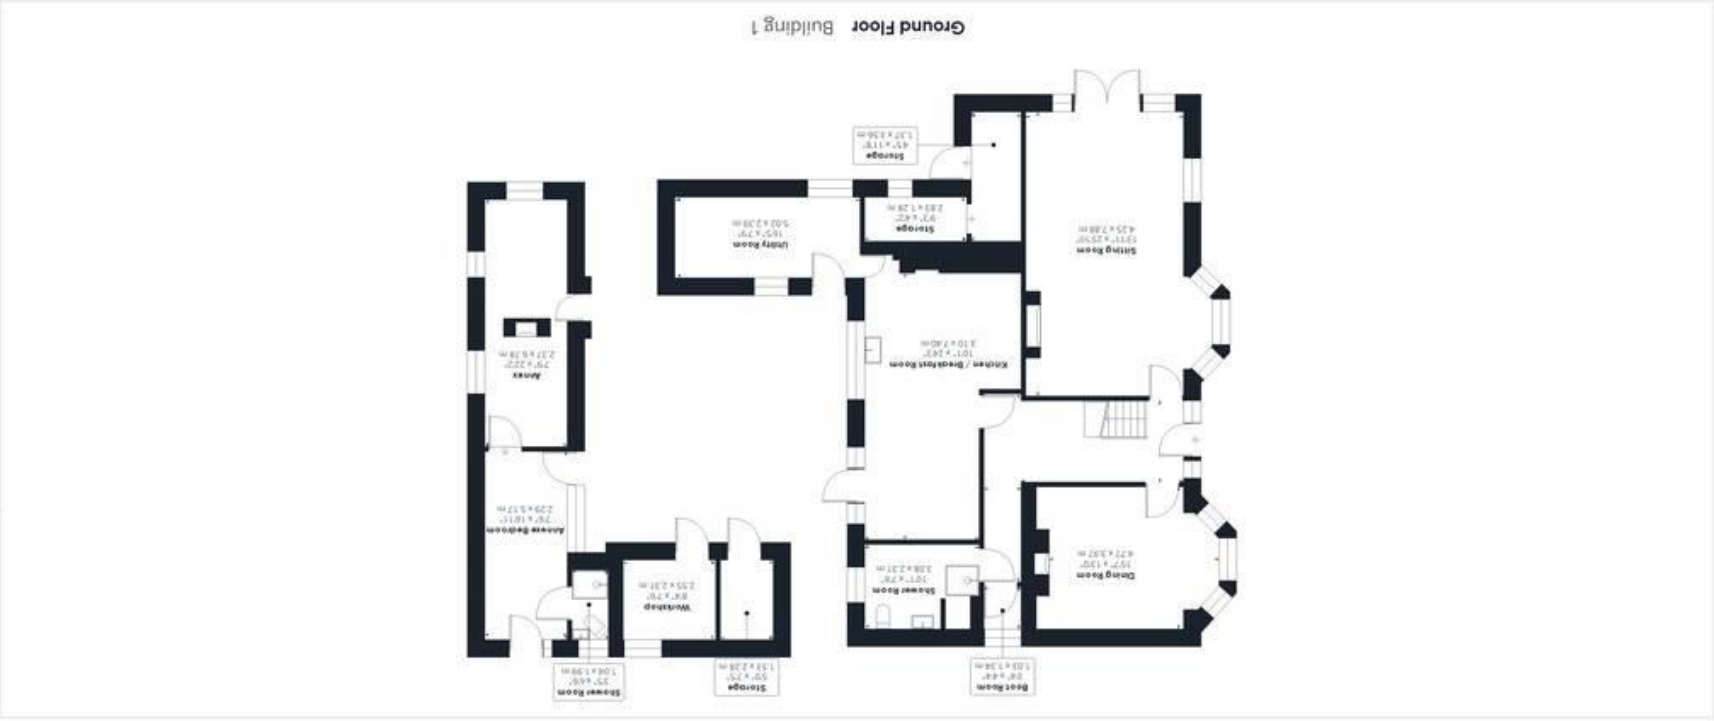 Boot Room
3'4" x 4'4"
1.03 x 1.34 m
Storage
5'0" x 7'5"
1.53 x 2.28 m
Shower Room
3'5" x 6'6"
1.04 x 1.99 m
Dining Room
15'7" x 13'0"
4.77 x 3.97 m
Shower Room
10'1" x 7'6"
3.08 x 2.31 m
Workshop
8'4" x 7'6"
2.55 x 2.31 m
Annexe Bedroom
7'6" x 16'11"
2.29 x 5.17 m
Kitchen / Breakfast Room
10'1" x 24'3"
3.10 x 7.40 m
Annex
7'9" x 22'2"
2.37 x 6.78 m
Sitting Room
13'11" x 25'10"
4.25 x 7.88 m
Utility Room
16'5" x 7'9"
5.02 x 2.39 m
Storage
9'3" x 4'2"
2.83 x 1.28 m
Storage
4'5" x 11'8"
1.37 x 3.56 m
Ground Floor Building 1